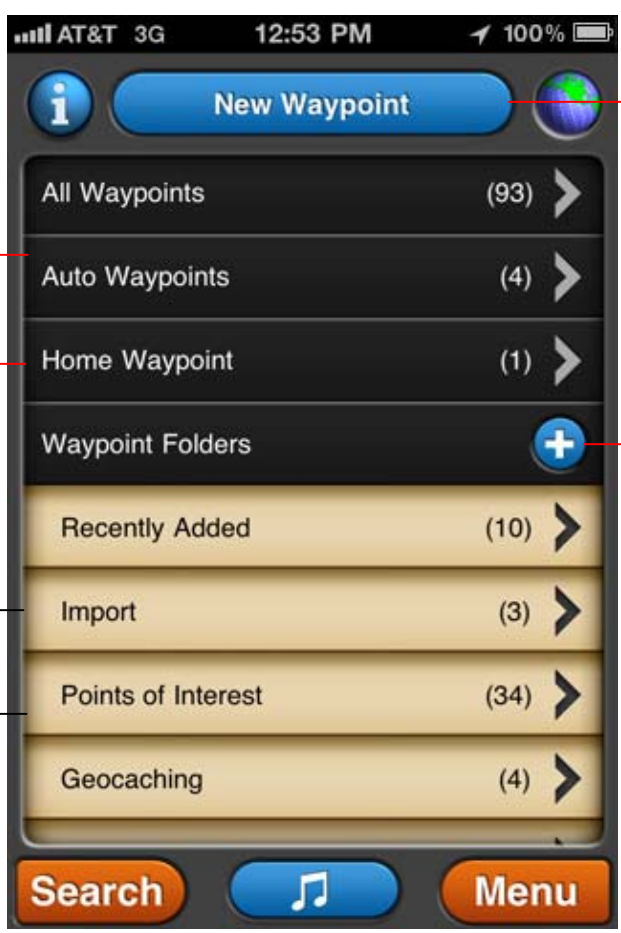 AT&T 3G 12:53 PM 100%
i New Waypoint
All Waypoints (93)
Auto Waypoints (4)
Home Waypoint (1)
Waypoint Folders +
Recently Added (10)
Import (3)
Points of Interest (34)
Geocaching (4)
Search Menu